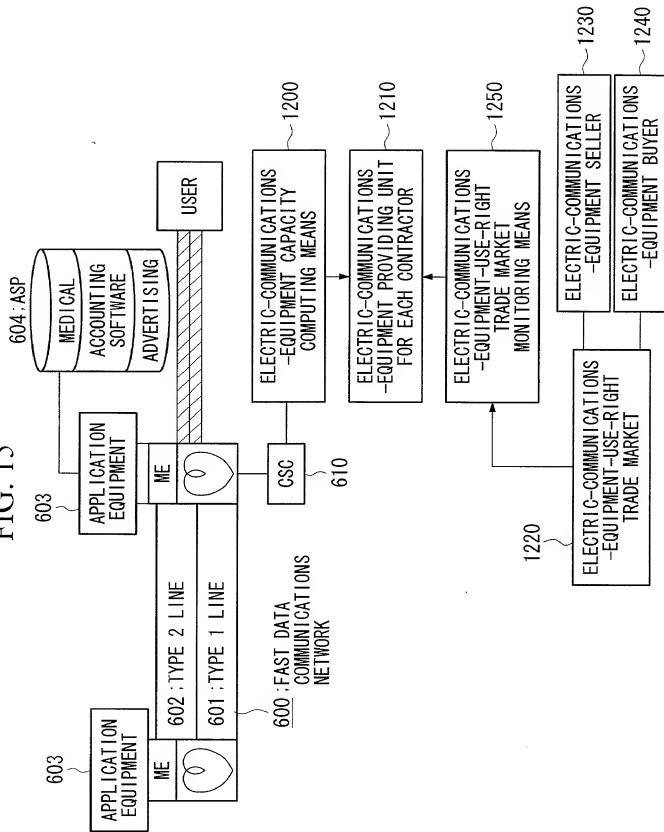 FIG. 15
603
APPLICATION
EQUIPMENT
ME
602 ;TYPE 2 LINE
601 ;TYPE 1 LINE
600 ;FAST DATA
COMMUNICATIONS
NETWORK
603
APPLICATION
EQUIPMENT
ME
604 ;ASP
MEDICAL
ACCOUNTING
SOFTWARE
ADVERTISING
USER
CSC
610
ELECTRIC-COMMUNICATIONS
-EQUIPMENT CAPACITY
COMPUTING MEANS
1200
ELECTRIC-COMMUNICATIONS
-EQUIPMENT PROVIDING UNIT
FOR EACH CONTRACTOR
1210
ELECTRIC-COMMUNICATIONS
-EQUIPMENT-USE-RIGHT
TRADE MARKET
MONITORING MEANS
1250
1220
ELECTRIC-COMMUNICATIONS
-EQUIPMENT-USE-RIGHT
TRADE MARKET
ELECTRIC-COMMUNICATIONS
-EQUIPMENT SELLER
1230
ELECTRIC-COMMUNICATIONS
-EQUIPMENT BUYER
1240